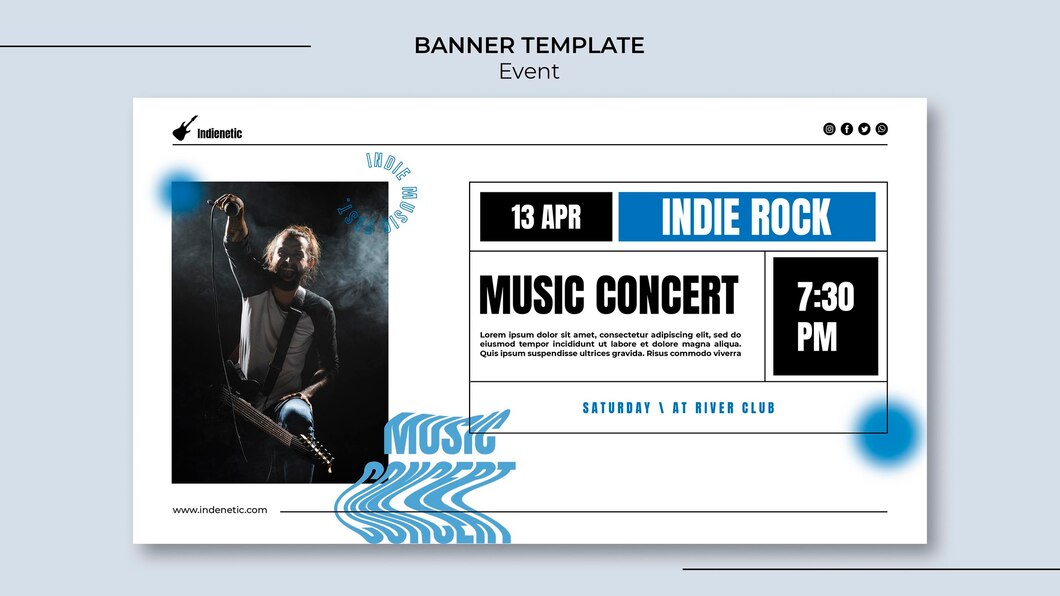 BANNER TEMPLATE
Event
Indienetic
INDIE MUSIC FEST.
13 APR
INDIE ROCK
MUSIC CONCERT
Lorem ipsum dolor sit amet, consectetur adipiscing elit, sed do
eiusmod tempor incididunt ut labore et dolore magna aliqua.
Quis ipsum suspendisse ultrices gravida. Risus commodo viverra
7:30
PM
SATURDAY \ AT RIVER CLUB
MUSIC
CONCERT
www.indenetic.com